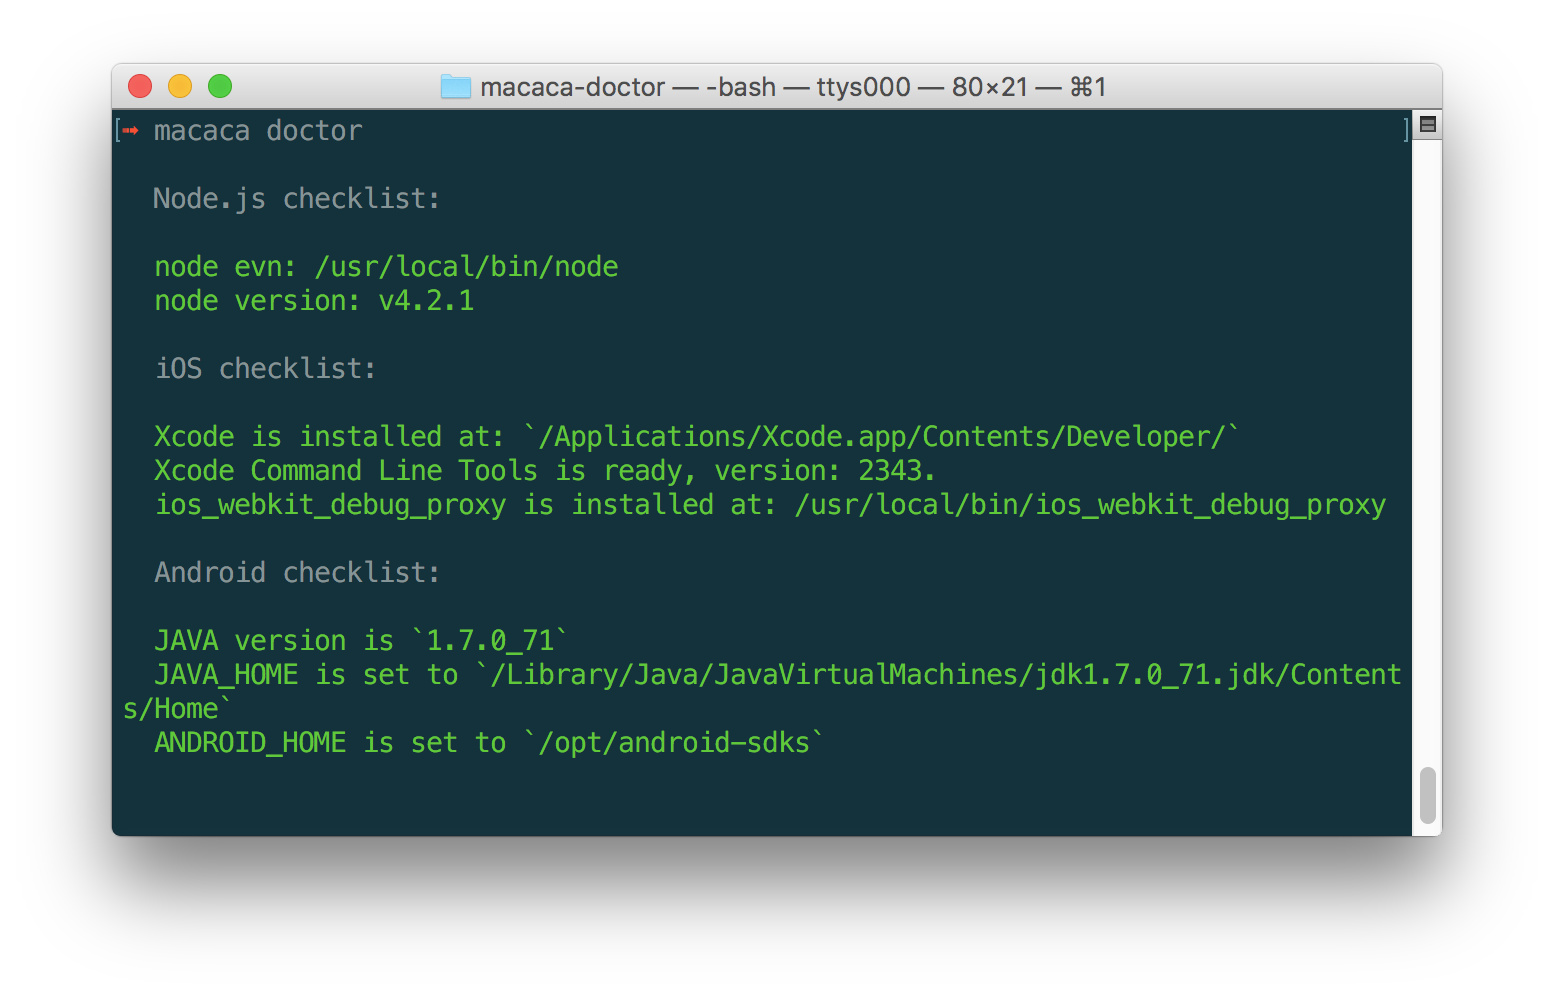 macaca-doctor — -bash — ttys000 — 80×21 — ⌘1
[➟ macaca doctor ]
Node.js checklist:
node evn: /usr/local/bin/node
node version: v4.2.1
iOS checklist:
Xcode is installed at: `/Applications/Xcode.app/Contents/Developer/`
Xcode Command Line Tools is ready, version: 2343.
ios_webkit_debug_proxy is installed at: /usr/local/bin/ios_webkit_debug_proxy
Android checklist:
JAVA version is `1.7.0_71`
JAVA_HOME is set to `/Library/Java/JavaVirtualMachines/jdk1.7.0_71.jdk/Content
s/Home`
ANDROID_HOME is set to `/opt/android-sdks`